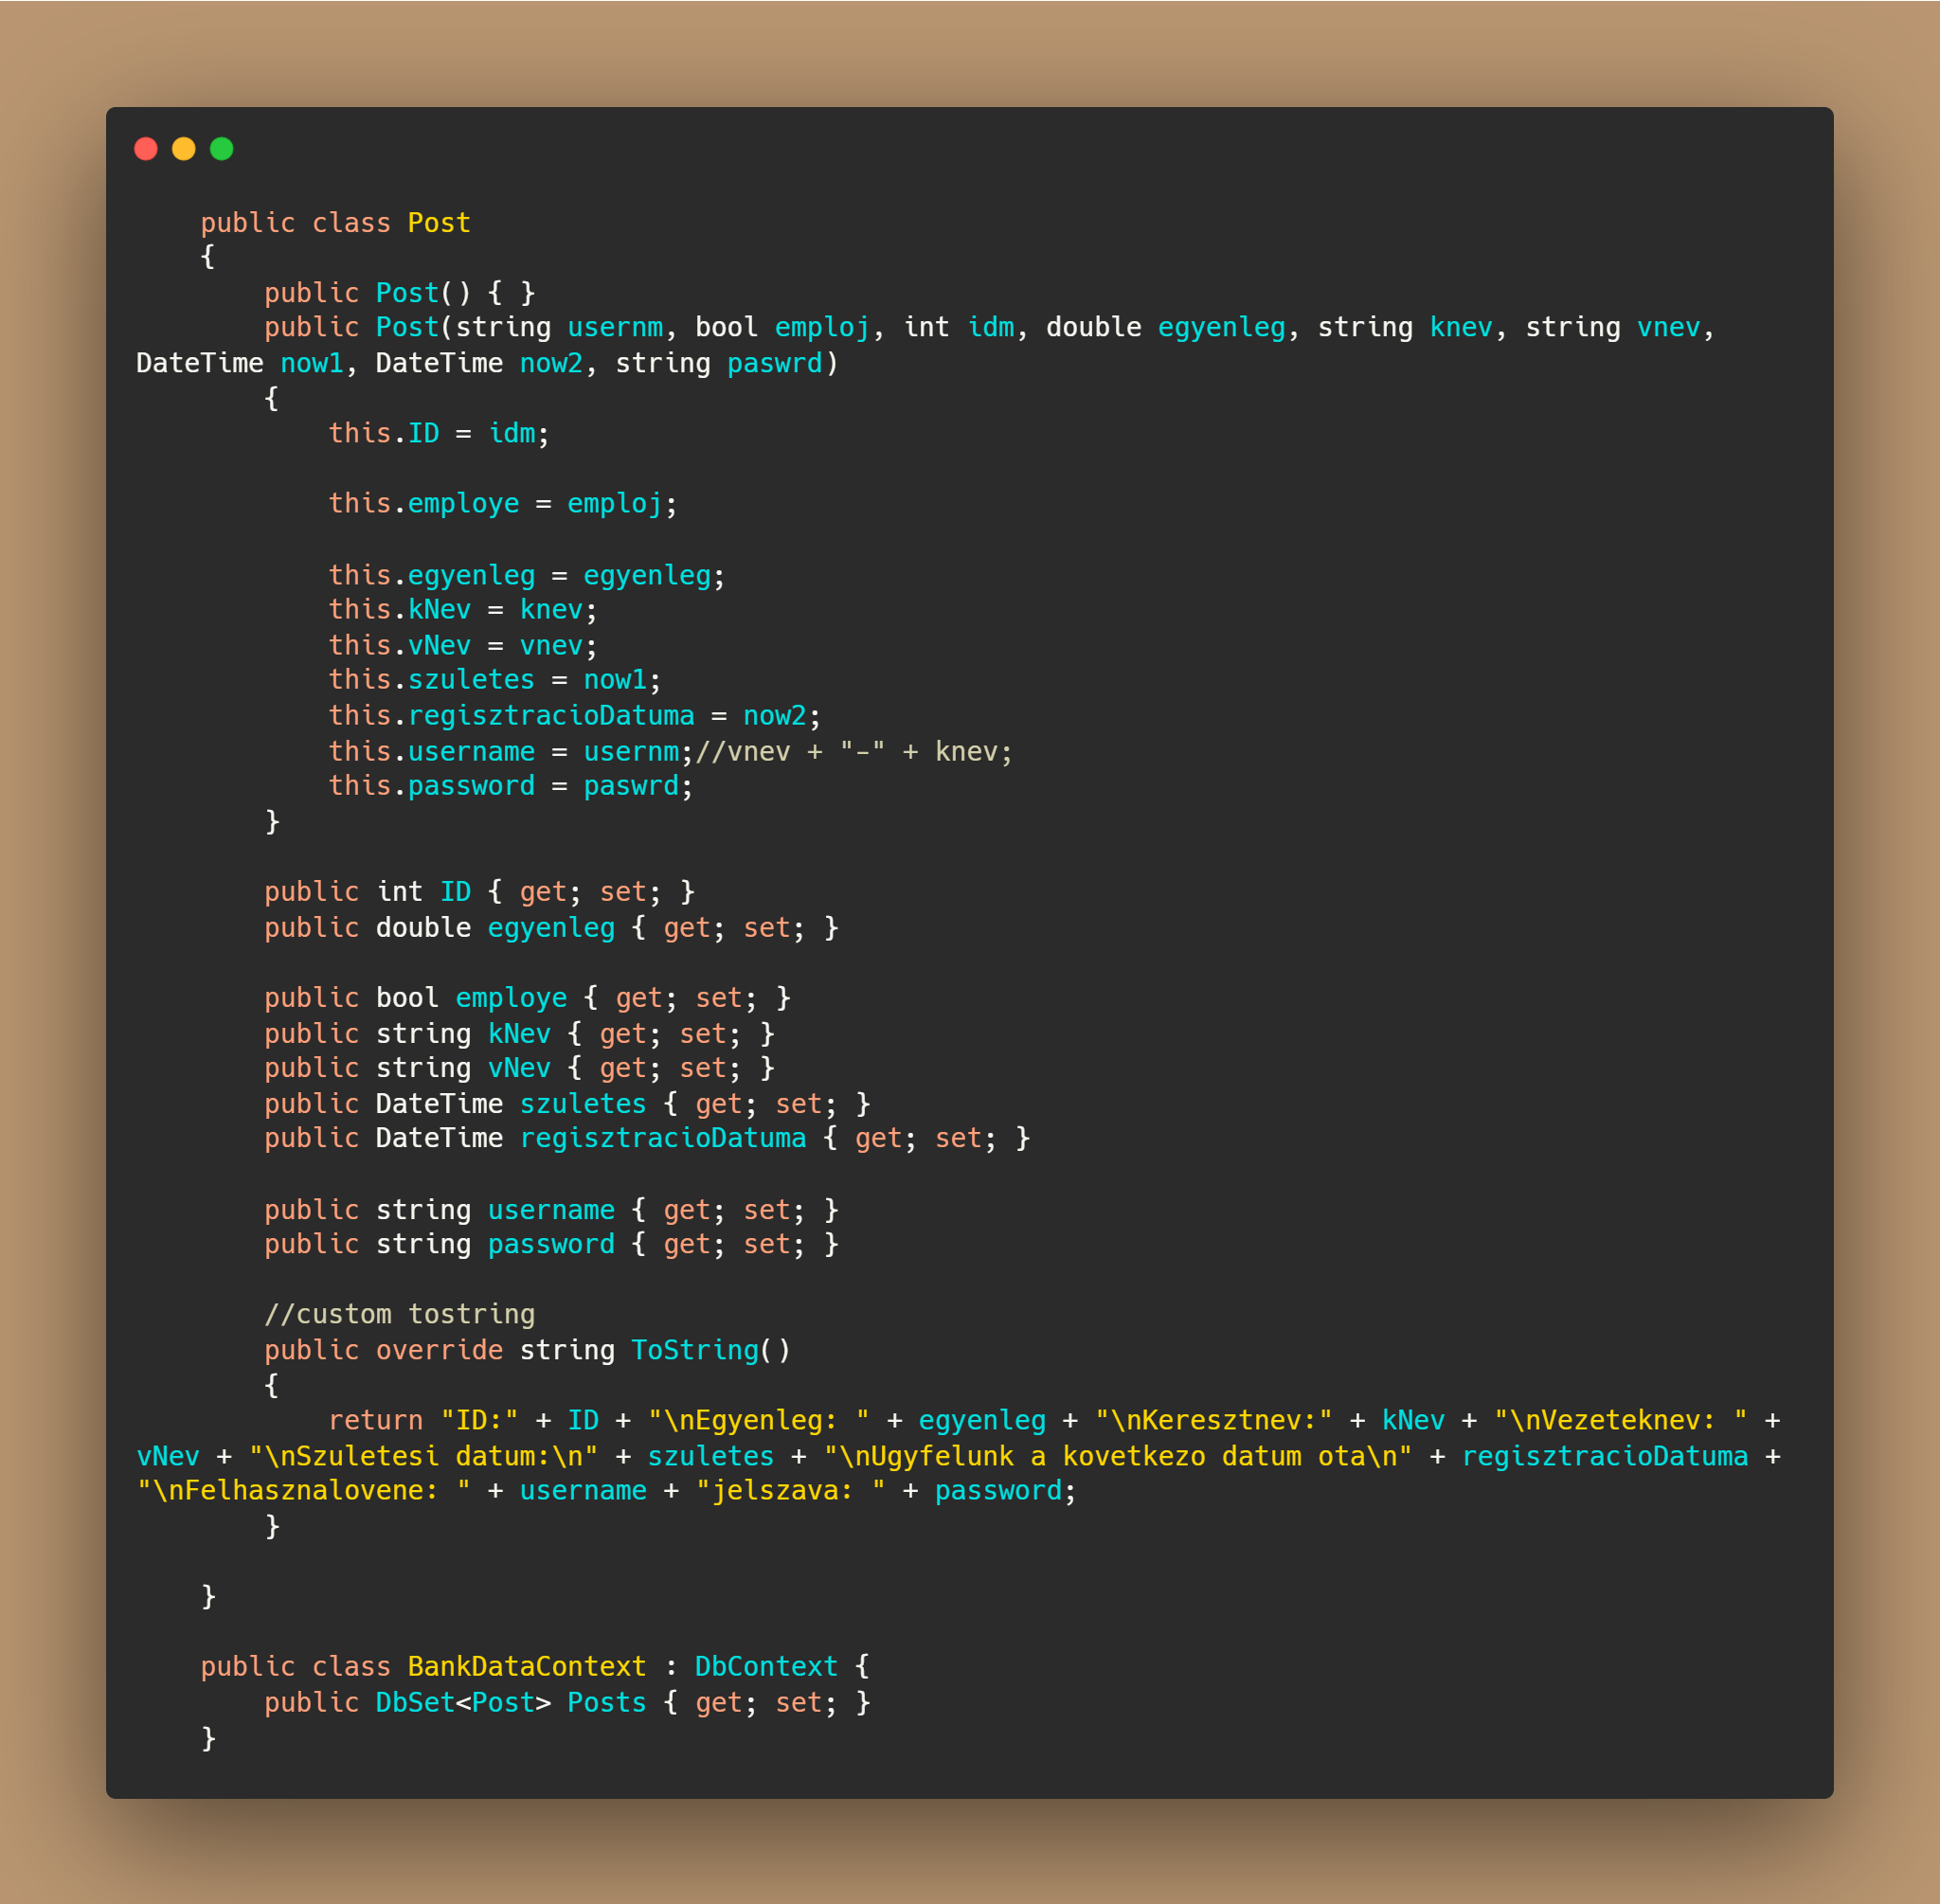 public class Post
{
public Post() { }
public Post(string usernm, bool emploj, int idm, double egyenleg, string knev, string vnev,
DateTime now1, DateTime now2, string paswrd)
{
this.ID = idm;
this.employe = emploj;
this.egyenleg = egyenleg;
this.kNev = knev;
this.vNev = vnev;
this.szuletes = now1;
this.regisztracioDatuma = now2;
this.username = usernm;//vnev + "-" + knev;
this.password = paswrd;
}
public int ID { get; set; }
public double egyenleg { get; set; }
public bool employe { get; set; }
public string kNev { get; set; }
public string vNev { get; set; }
public DateTime szuletes { get; set; }
public DateTime regisztracioDatuma { get; set; }
public string username { get; set; }
public string password { get; set; }
//custom tostring
public override string ToString()
{
return "ID:" + ID + "\nEgyenleg: " + egyenleg + "\nKeresztnev:" + kNev + "\nVezeteknev: " +
vNev + "\nSzuletesi datum:\n" + szuletes + "\nUgyfelunk a kovetkezo datum ota\n" + regisztracioDatuma +
"\nFelhasznalovene: " + username + "jelszava: " + password;
}
}
public class BankDataContext : DbContext {
public DbSet<Post> Posts { get; set; }
}